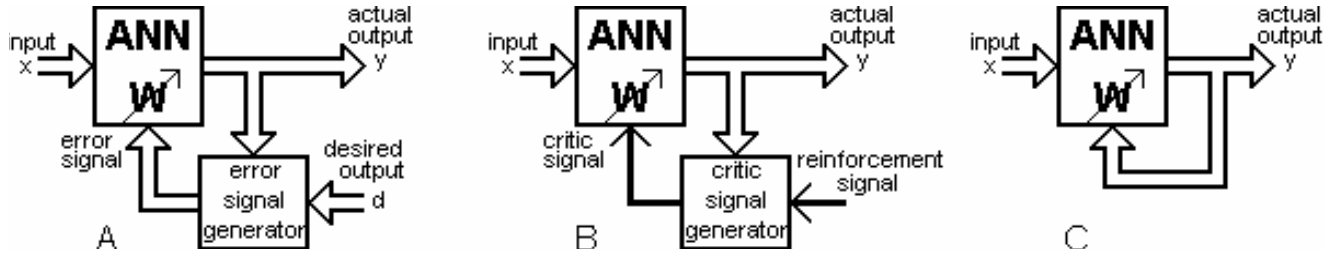 input
x
ANN
W
actual
output
y
error
signal
error
signal
generator
desired
output
d
A
input
x
ANN
W
actual
output
y
critic
signal
critic
signal
generator
reinforcement
signal
B
input
x
ANN
W
actual
output
y
C